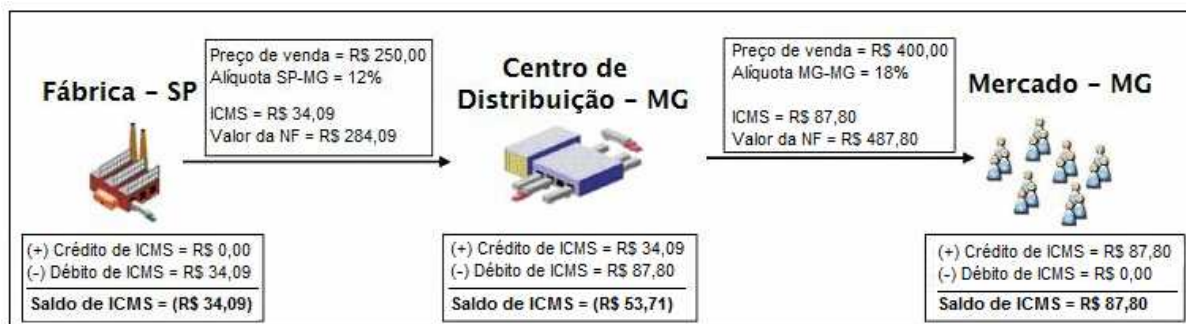 Fábrica – SP
Preço de venda = R$ 250,00
Alíquota SP-MG = 12%
ICMS = R$ 34,09
Valor da NF = R$ 284,09
Centro de
Distribuição – MG
Preço de venda = R$ 400,00
Alíquota MG-MG = 18%
ICMS = R$ 87,80
Valor da NF = R$ 487,80
Mercado – MG
(+) Crédito de ICMS = R$ 0,00
(-) Débito de ICMS = R$ 34,09
Saldo de ICMS = (R$ 34,09)
(+) Crédito de ICMS = R$ 34,09
(-) Débito de ICMS = R$ 87,80
Saldo de ICMS = (R$ 53,71)
(+) Crédito de ICMS = R$ 87,80
(-) Débito de ICMS = R$ 0,00
Saldo de ICMS = R$ 87,80